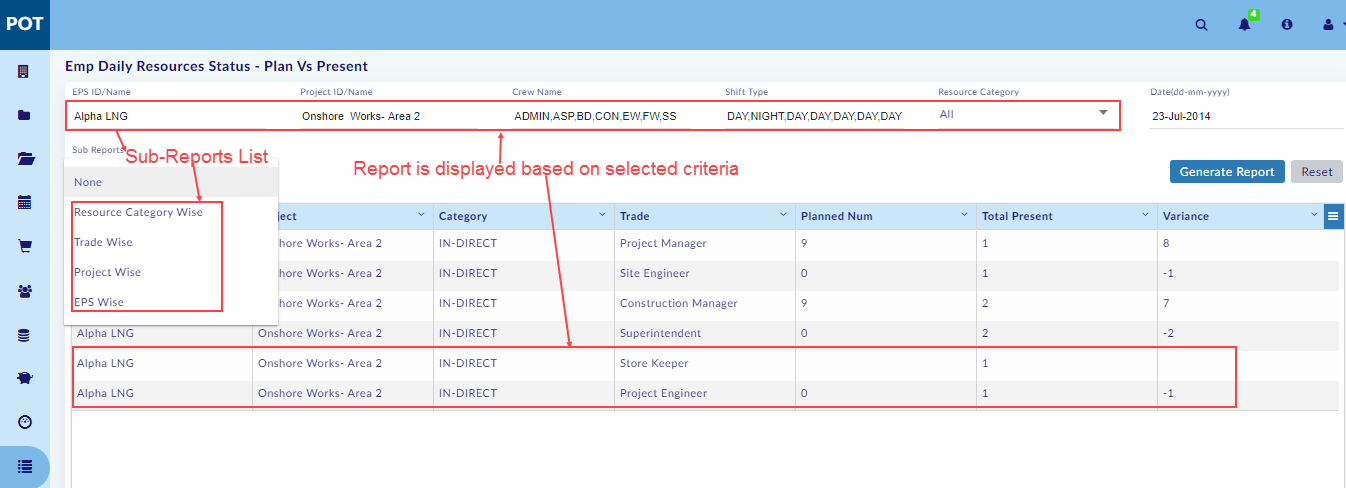 POT
4
Emp Daily Resources Status - Plan Vs Present
EPS ID/Name Project ID/Name Crew Name Shift Type Resource Category Date(dd-mm-yyyy)
Alpha LNG Onshore Works- Area 2 ADMIN,ASP,BD,CON,EW,FW,SS DAY,NIGHT,DAY,DAY,DAY,DAY,DAY All 23-Jul-2014
Sub Reports
Sub-Reports List
Report is displayed based on selected criteria
Generate Report Reset
None
Resource Category Wise
Trade Wise
Project Wise
EPS Wise
ject Category Trade Planned Num Total Present Variance
shore Works- Area 2 IN-DIRECT Project Manager 9 1 8
shore Works- Area 2 IN-DIRECT Site Engineer 0 1 -1
shore Works- Area 2 IN-DIRECT Construction Manager 9 2 7
Alpha LNG Onshore Works- Area 2 IN-DIRECT Superintendent 0 2 -2
Alpha LNG Onshore Works- Area 2 IN-DIRECT Store Keeper 1
Alpha LNG Onshore Works- Area 2 IN-DIRECT Project Engineer 0 1 -1